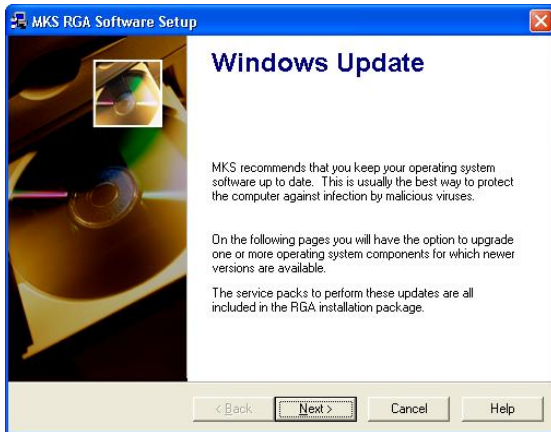 MKS RGA Software Setup
Windows Update
MKS recommends that you keep your operating system
software up to date.  This is usually the best way to protect
the computer against infection by malicious viruses.
On the following pages you will have the option to upgrade
one or more operating system components for which newer
versions are available.
The service packs to perform these updates are all
included in the RGA installation package.
< Back  Next >  Cancel  Help